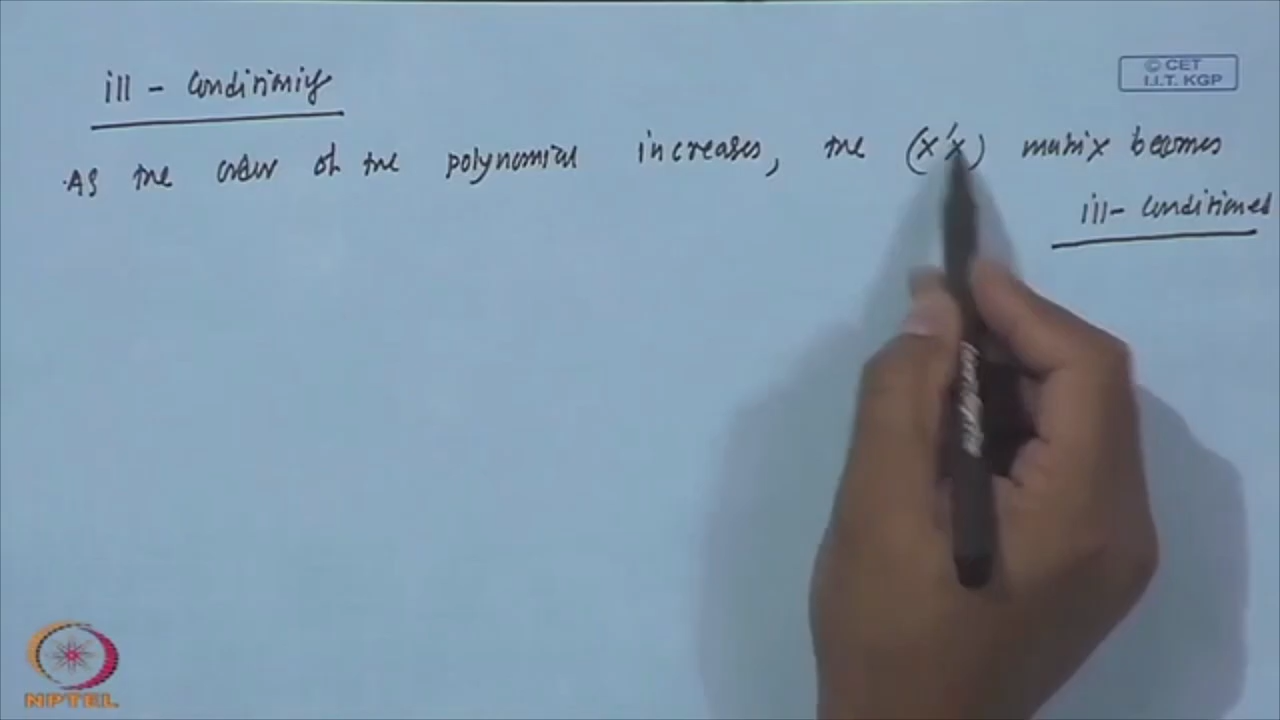 ill - Conditioning
© CET
I.I.T. KGP
As the order of the polynomial increases, the (X'X) matrix becomes
ill- Conditioned
NPTEL